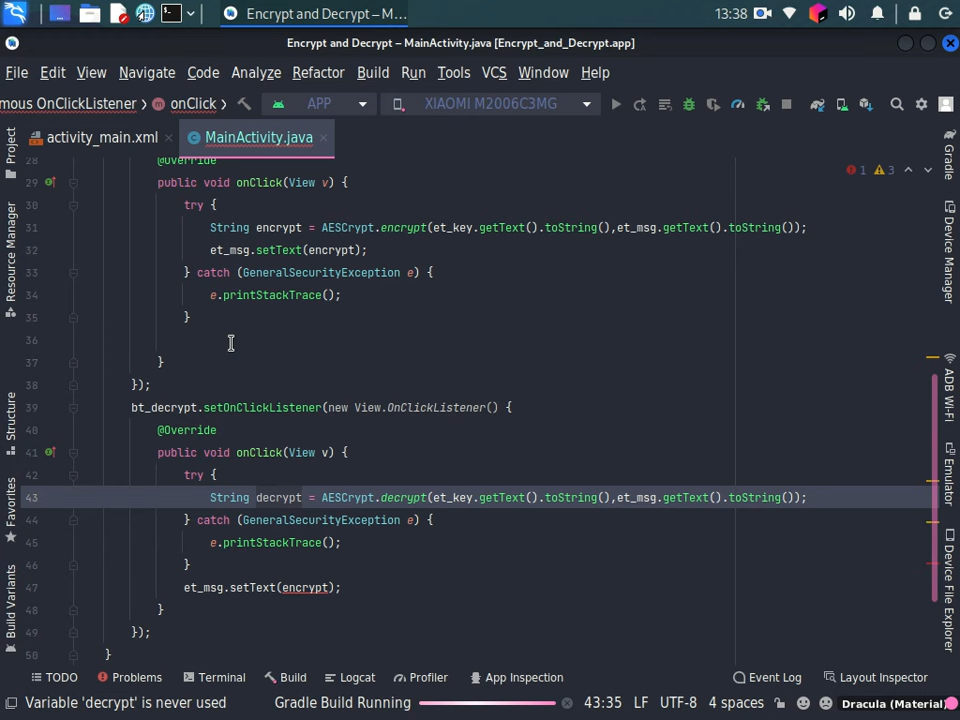 Encrypt and Decrypt – M... 13:38
Encrypt and Decrypt – MainActivity.java [Encrypt_and_Decrypt.app]
File Edit View Navigate Code Analyze Refactor Build Run Tools VCS Window Help
mous OnClickListener m onClick APP XIAOMI M2006C3MG
activity_main.xml MainActivity.java
1 3
28 @Override
29 public void onClick(View v) {
30 try {
31 String encrypt = AESCrypt.encrypt(et_key.getText().toString(),et_msg.getText().toString());
32 et_msg.setText(encrypt);
33 } catch (GeneralSecurityException e) {
34 e.printStackTrace();
35 }
36
37 }
38 });
39 bt_decrypt.setOnClickListener(new View.OnClickListener() {
40 @Override
41 public void onClick(View v) {
42 try {
43 String decrypt = AESCrypt.decrypt(et_key.getText().toString(),et_msg.getText().toString());
44 } catch (GeneralSecurityException e) {
45 e.printStackTrace();
46 }
47 et_msg.setText(encrypt);
48 }
49 });
50 }
Project
Resource Manager
Structure
Favorites
Build Variants
Gradle
Device Manager
ADB Wi-Fi
Emulator
Device File Explorer
TODO Problems Terminal Build Logcat Profiler App Inspection Event Log Layout Inspector
Variable 'decrypt' is never used Gradle Build Running 43:35 LF UTF-8 4 spaces Dracula (Material)